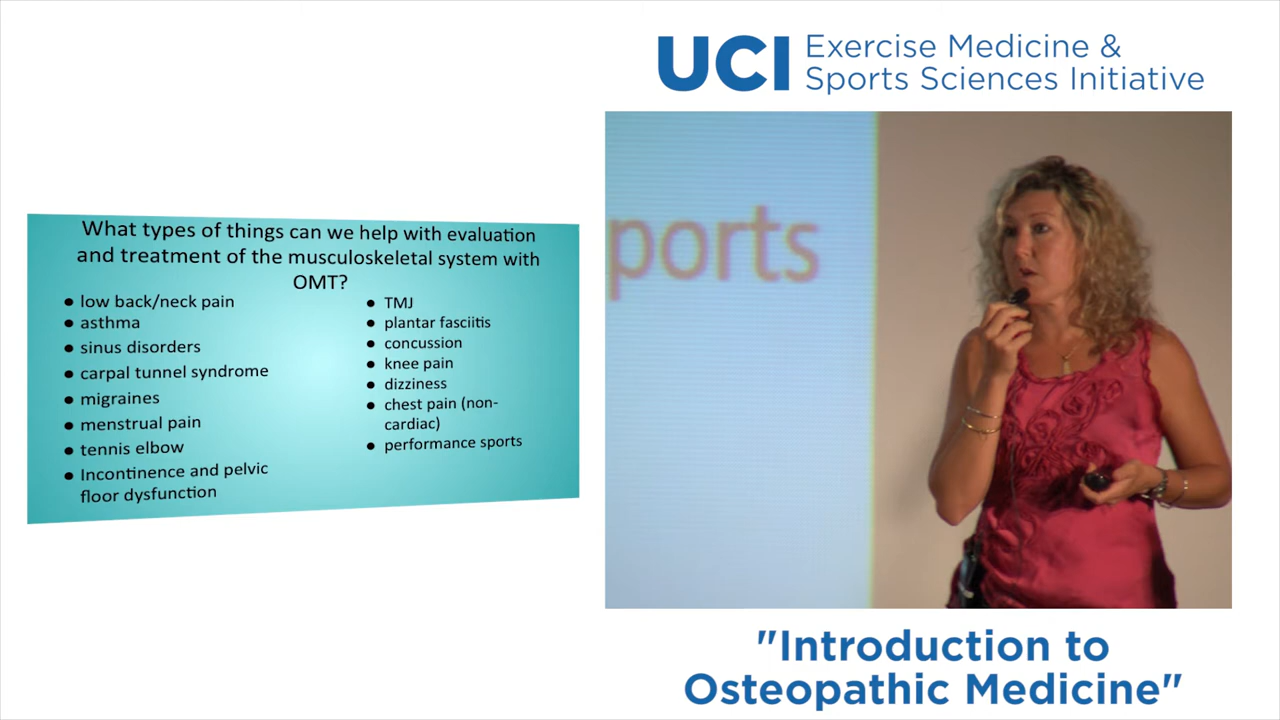 UCI
Exercise Medicine &
Sports Sciences Initiative
What types of things can we help with evaluation
and treatment of the musculoskeletal system with
OMT?
● low back/neck pain
● asthma
● sinus disorders
● carpal tunnel syndrome
● migraines
● menstrual pain
● tennis elbow
● Incontinence and pelvic
floor dysfunction
● TMJ
● plantar fasciitis
● concussion
● knee pain
● dizziness
● chest pain (non-
cardiac)
● performance sports
ports
"Introduction to
Osteopathic Medicine"